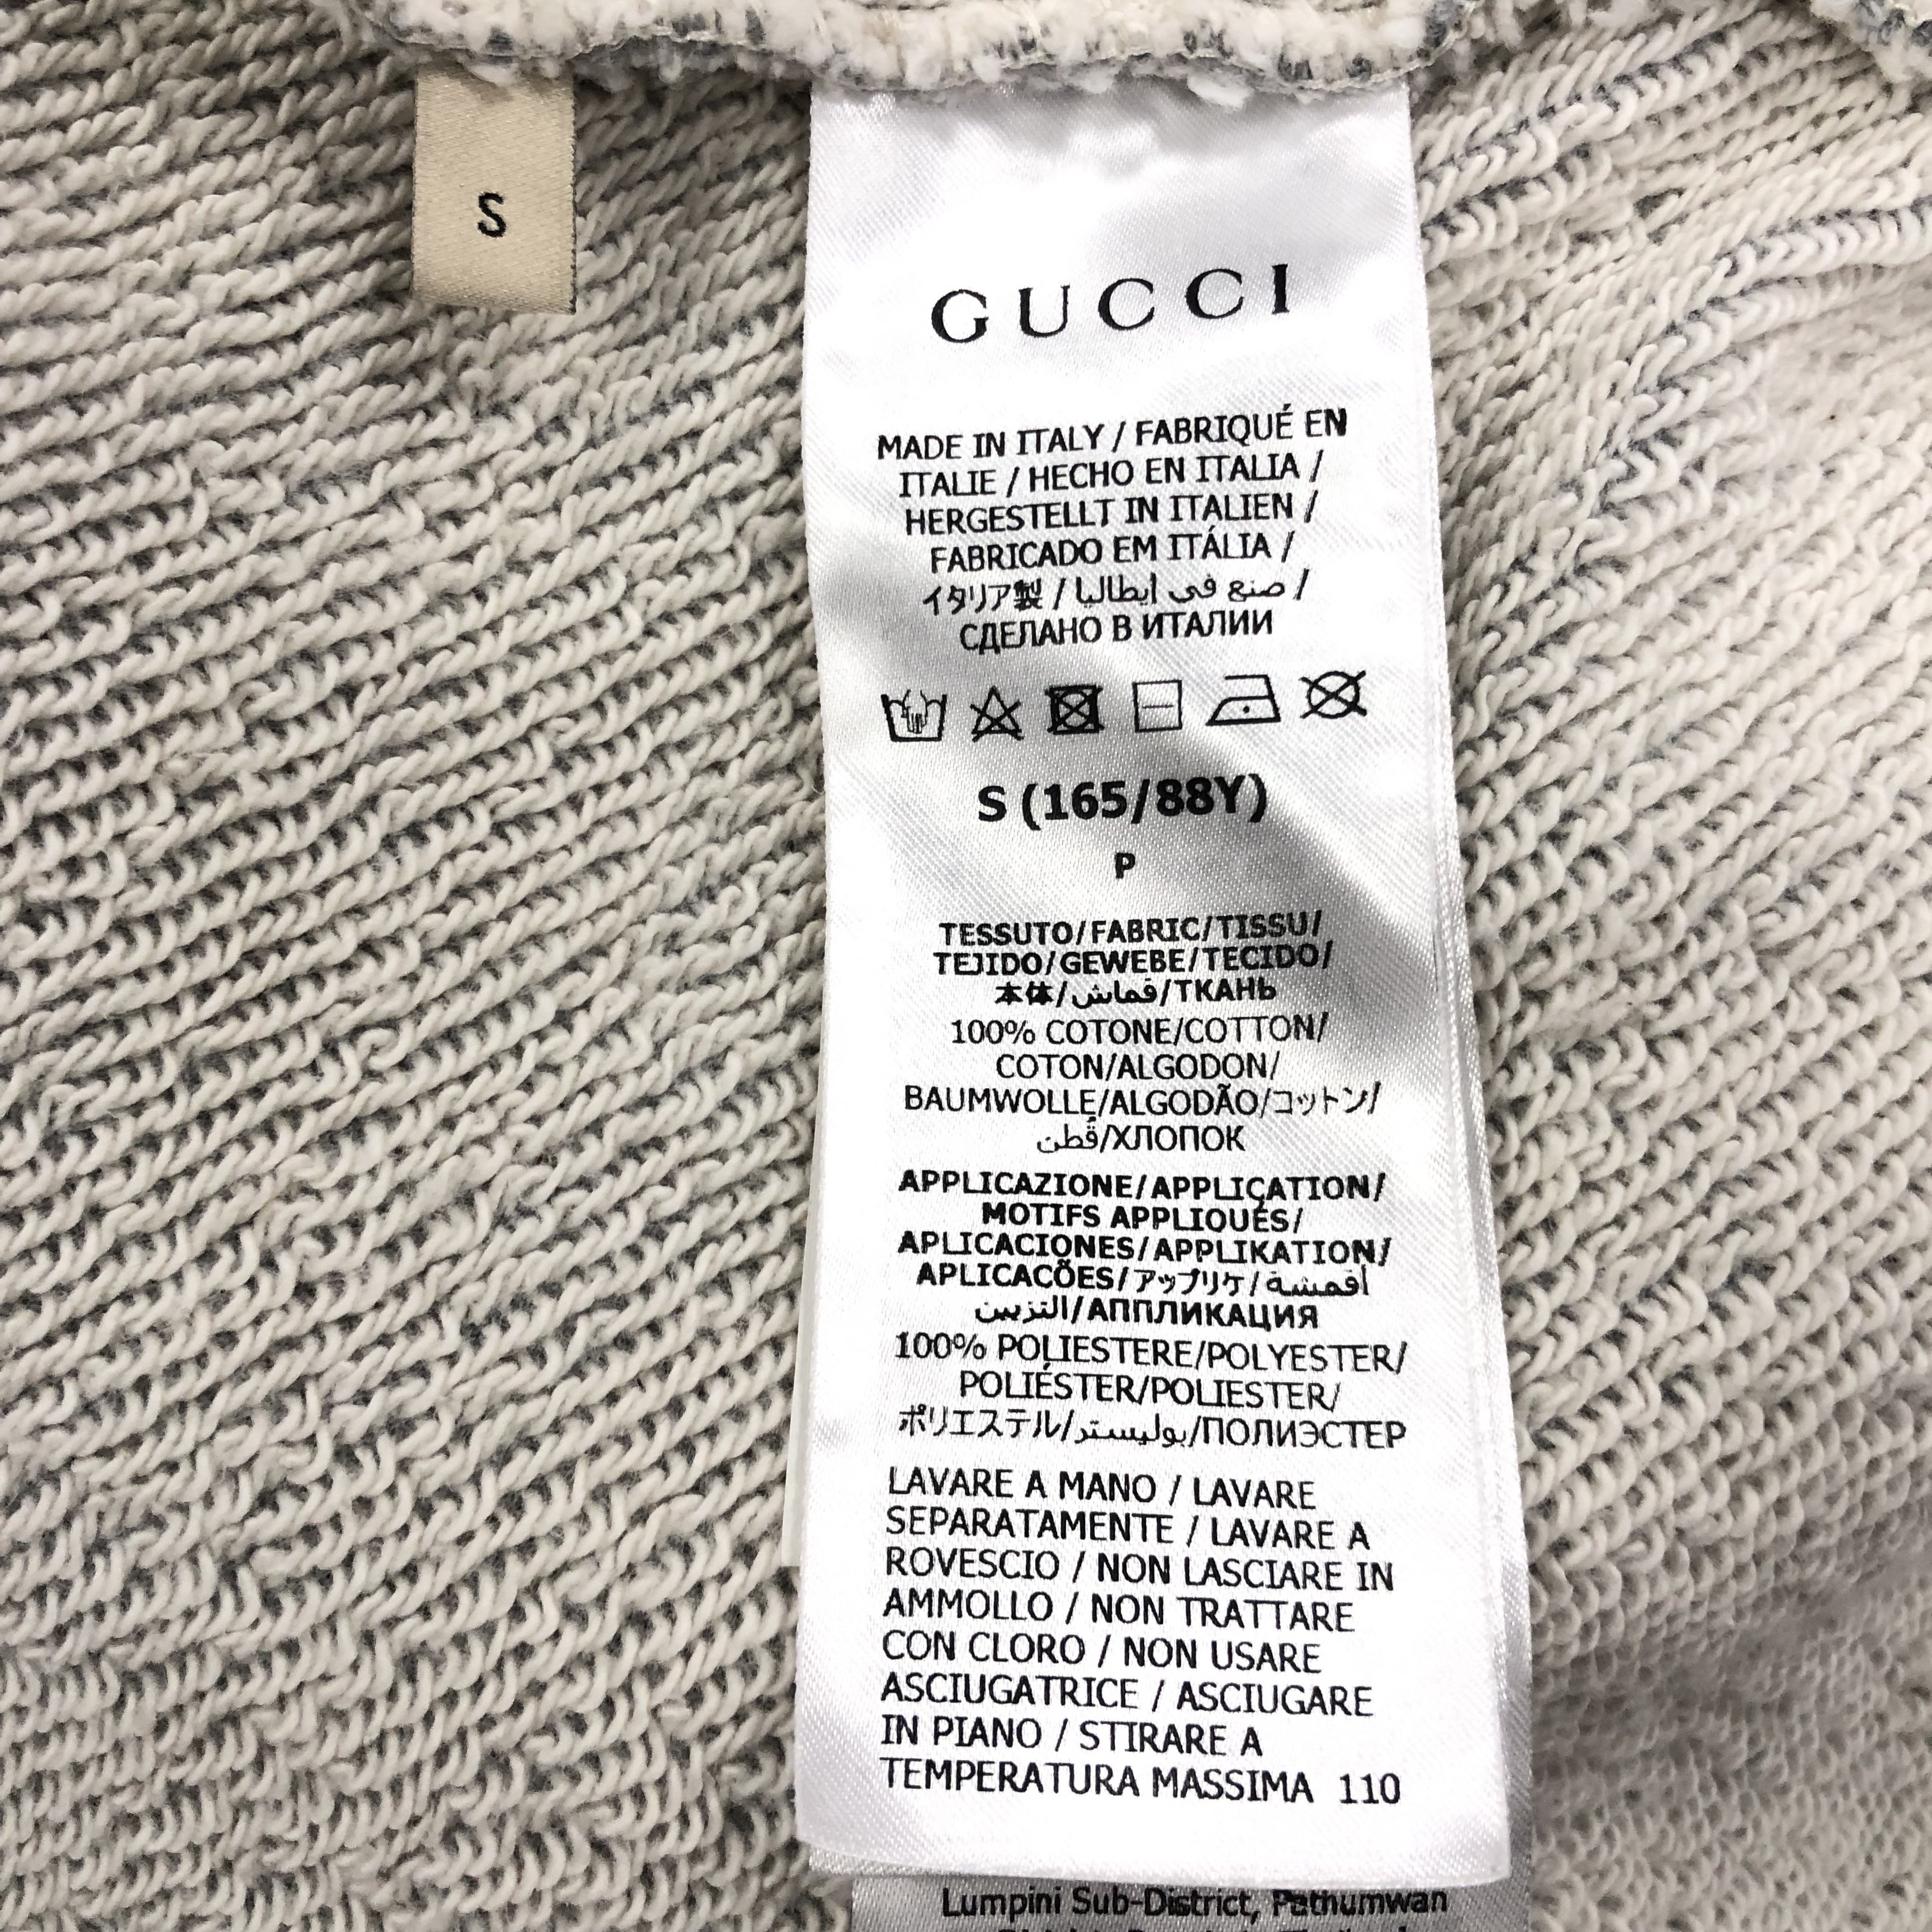 S
GUCCI
MADE IN ITALY / FABRIQUÉ EN
ITALIE / HECHO EN ITALIA /
HERGESTELLT IN ITALIEN /
FABRICADO EM ITÁLIA /
イタリア製 / صنع في ايطاليا /
СДЕЛАНО В ИТАЛИИ
S (165/88Y)
P
TESSUTO/FABRIC/TISSU/
TEJIDO/GEWEBE/TECIDO/
本体/قماش/ТКАНЬ
100% COTONE/COTTON/
COTON/ALGODON/
BAUMWOLLE/ALGODÃO/コットン/
قطن/ХЛОПОК
APPLICAZIONE/APPLICATION/
MOTIFS APPLIQUÉS/
APLICACIONES/APPLIKATION/
APLICACÕES/アップリケ/أقمشة
التزيين/АППЛИКАЦИЯ
100% POLIESTERE/POLYESTER/
POLIÉSTER/POLIESTER/
ポリエステル/بوليستر/ПОЛИЭСТЕР
LAVARE A MANO / LAVARE
SEPARATAMENTE / LAVARE A
ROVESCIO / NON LASCIARE IN
AMMOLLO / NON TRATTARE
CON CLORO / NON USARE
ASCIUGATRICE / ASCIUGARE
IN PIANO / STIRARE A
TEMPERATURA MASSIMA 110
Lumpini Sub-District, Pathumwan